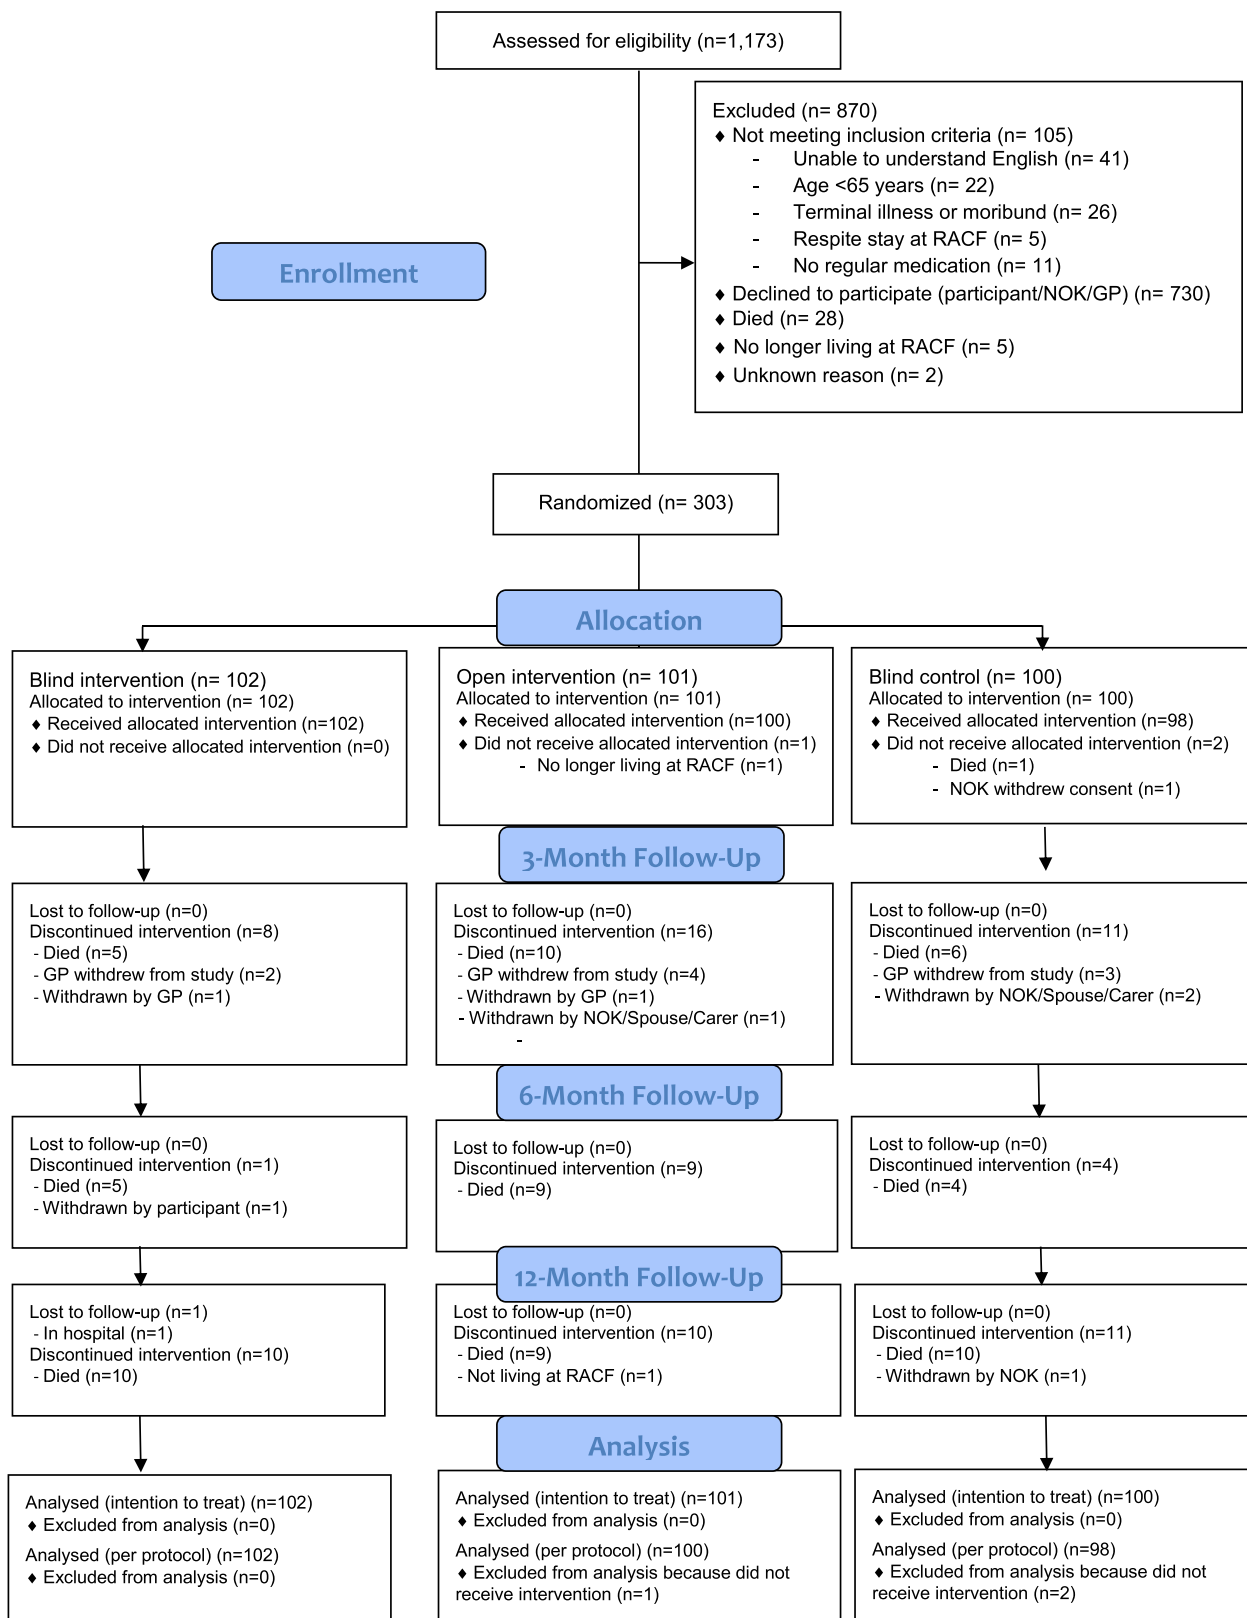 Assessed for eligibility (n=1,173)
Excluded (n= 870)
♦ Not meeting inclusion criteria (n= 105)
- Unable to understand English (n= 41)
- Age <65 years (n= 22)
- Terminal illness or moribund (n= 26)
- Respite stay at RACF (n= 5)
- No regular medication (n= 11)
♦ Declined to participate (participant/NOK/GP) (n= 730)
♦ Died (n= 28)
♦ No longer living at RACF (n= 5)
♦ Unknown reason (n= 2)
Enrollment
Randomized (n= 303)
Allocation
Blind intervention (n= 102)
Allocated to intervention (n= 102)
♦ Received allocated intervention (n=102)
♦ Did not receive allocated intervention (n=0)
Open intervention (n= 101)
Allocated to intervention (n= 101)
♦ Received allocated intervention (n=100)
♦ Did not receive allocated intervention (n=1)
- No longer living at RACF (n=1)
Blind control (n= 100)
Allocated to intervention (n= 100)
♦ Received allocated intervention (n=98)
♦ Did not receive allocated intervention (n=2)
- Died (n=1)
- NOK withdrew consent (n=1)
3-Month Follow-Up
Lost to follow-up (n=0)
Discontinued intervention (n=8)
- Died (n=5)
- GP withdrew from study (n=2)
- Withdrawn by GP (n=1)
Lost to follow-up (n=0)
Discontinued intervention (n=16)
- Died (n=10)
- GP withdrew from study (n=4)
- Withdrawn by GP (n=1)
- Withdrawn by NOK/Spouse/Carer (n=1)
-
Lost to follow-up (n=0)
Discontinued intervention (n=11)
- Died (n=6)
- GP withdrew from study (n=3)
- Withdrawn by NOK/Spouse/Carer (n=2)
6-Month Follow-Up
Lost to follow-up (n=0)
Discontinued intervention (n=1)
- Died (n=5)
- Withdrawn by participant (n=1)
Lost to follow-up (n=0)
Discontinued intervention (n=9)
- Died (n=9)
Lost to follow-up (n=0)
Discontinued intervention (n=4)
- Died (n=4)
12-Month Follow-Up
Lost to follow-up (n=1)
- In hospital (n=1)
Discontinued intervention (n=10)
- Died (n=10)
Lost to follow-up (n=0)
Discontinued intervention (n=10)
- Died (n=9)
- Not living at RACF (n=1)
Lost to follow-up (n=0)
Discontinued intervention (n=11)
- Died (n=10)
- Withdrawn by NOK (n=1)
Analysis
Analysed (intention to treat) (n=102)
♦ Excluded from analysis (n=0)
Analysed (per protocol) (n=102)
♦ Excluded from analysis (n=0)
Analysed (intention to treat) (n=101)
♦ Excluded from analysis (n=0)
Analysed (per protocol) (n=100)
♦ Excluded from analysis because did not
receive intervention (n=1)
Analysed (intention to treat) (n=100)
♦ Excluded from analysis (n=0)
Analysed (per protocol) (n=98)
♦ Excluded from analysis because did not
receive intervention (n=2)